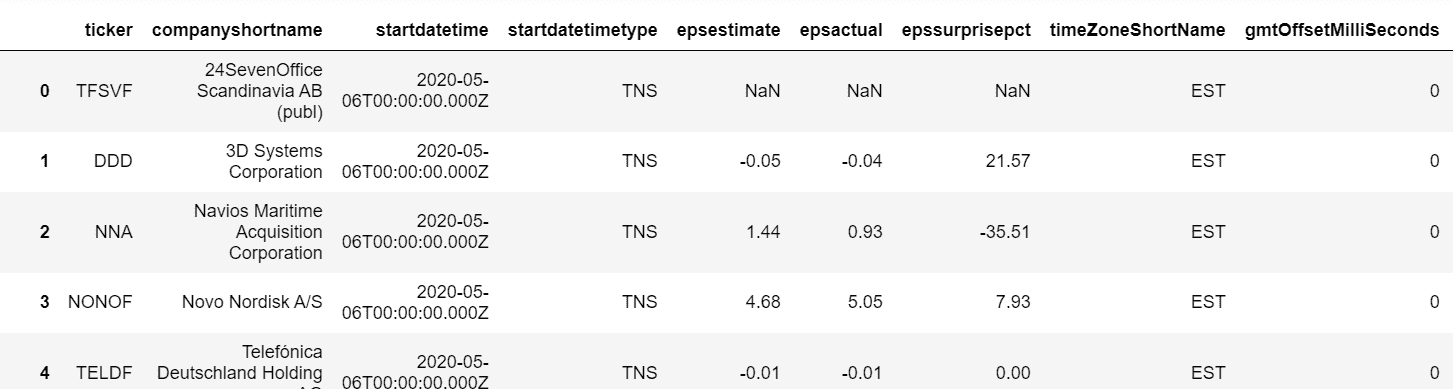 ticker companyshortname startdatetime startdatetimetype epsestimate epsactual epssurprisepct timeZoneShortName gmtOffsetMilliSeconds
0 TFSVF 24SevenOffice Scandinavia AB (publ) 2020-05-06T00:00:00.000Z TNS NaN NaN NaN EST 0
1 DDD 3D Systems Corporation 2020-05-06T00:00:00.000Z TNS -0.05 -0.04 21.57 EST 0
2 NNA Navios Maritime Acquisition Corporation 2020-05-06T00:00:00.000Z TNS 1.44 0.93 -35.51 EST 0
3 NONOF Novo Nordisk A/S 2020-05-06T00:00:00.000Z TNS 4.68 5.05 7.93 EST 0
4 TELDF Telefónica Deutschland Holding 2020-05-06T00:00:00.000Z TNS -0.01 -0.01 0.00 EST 0